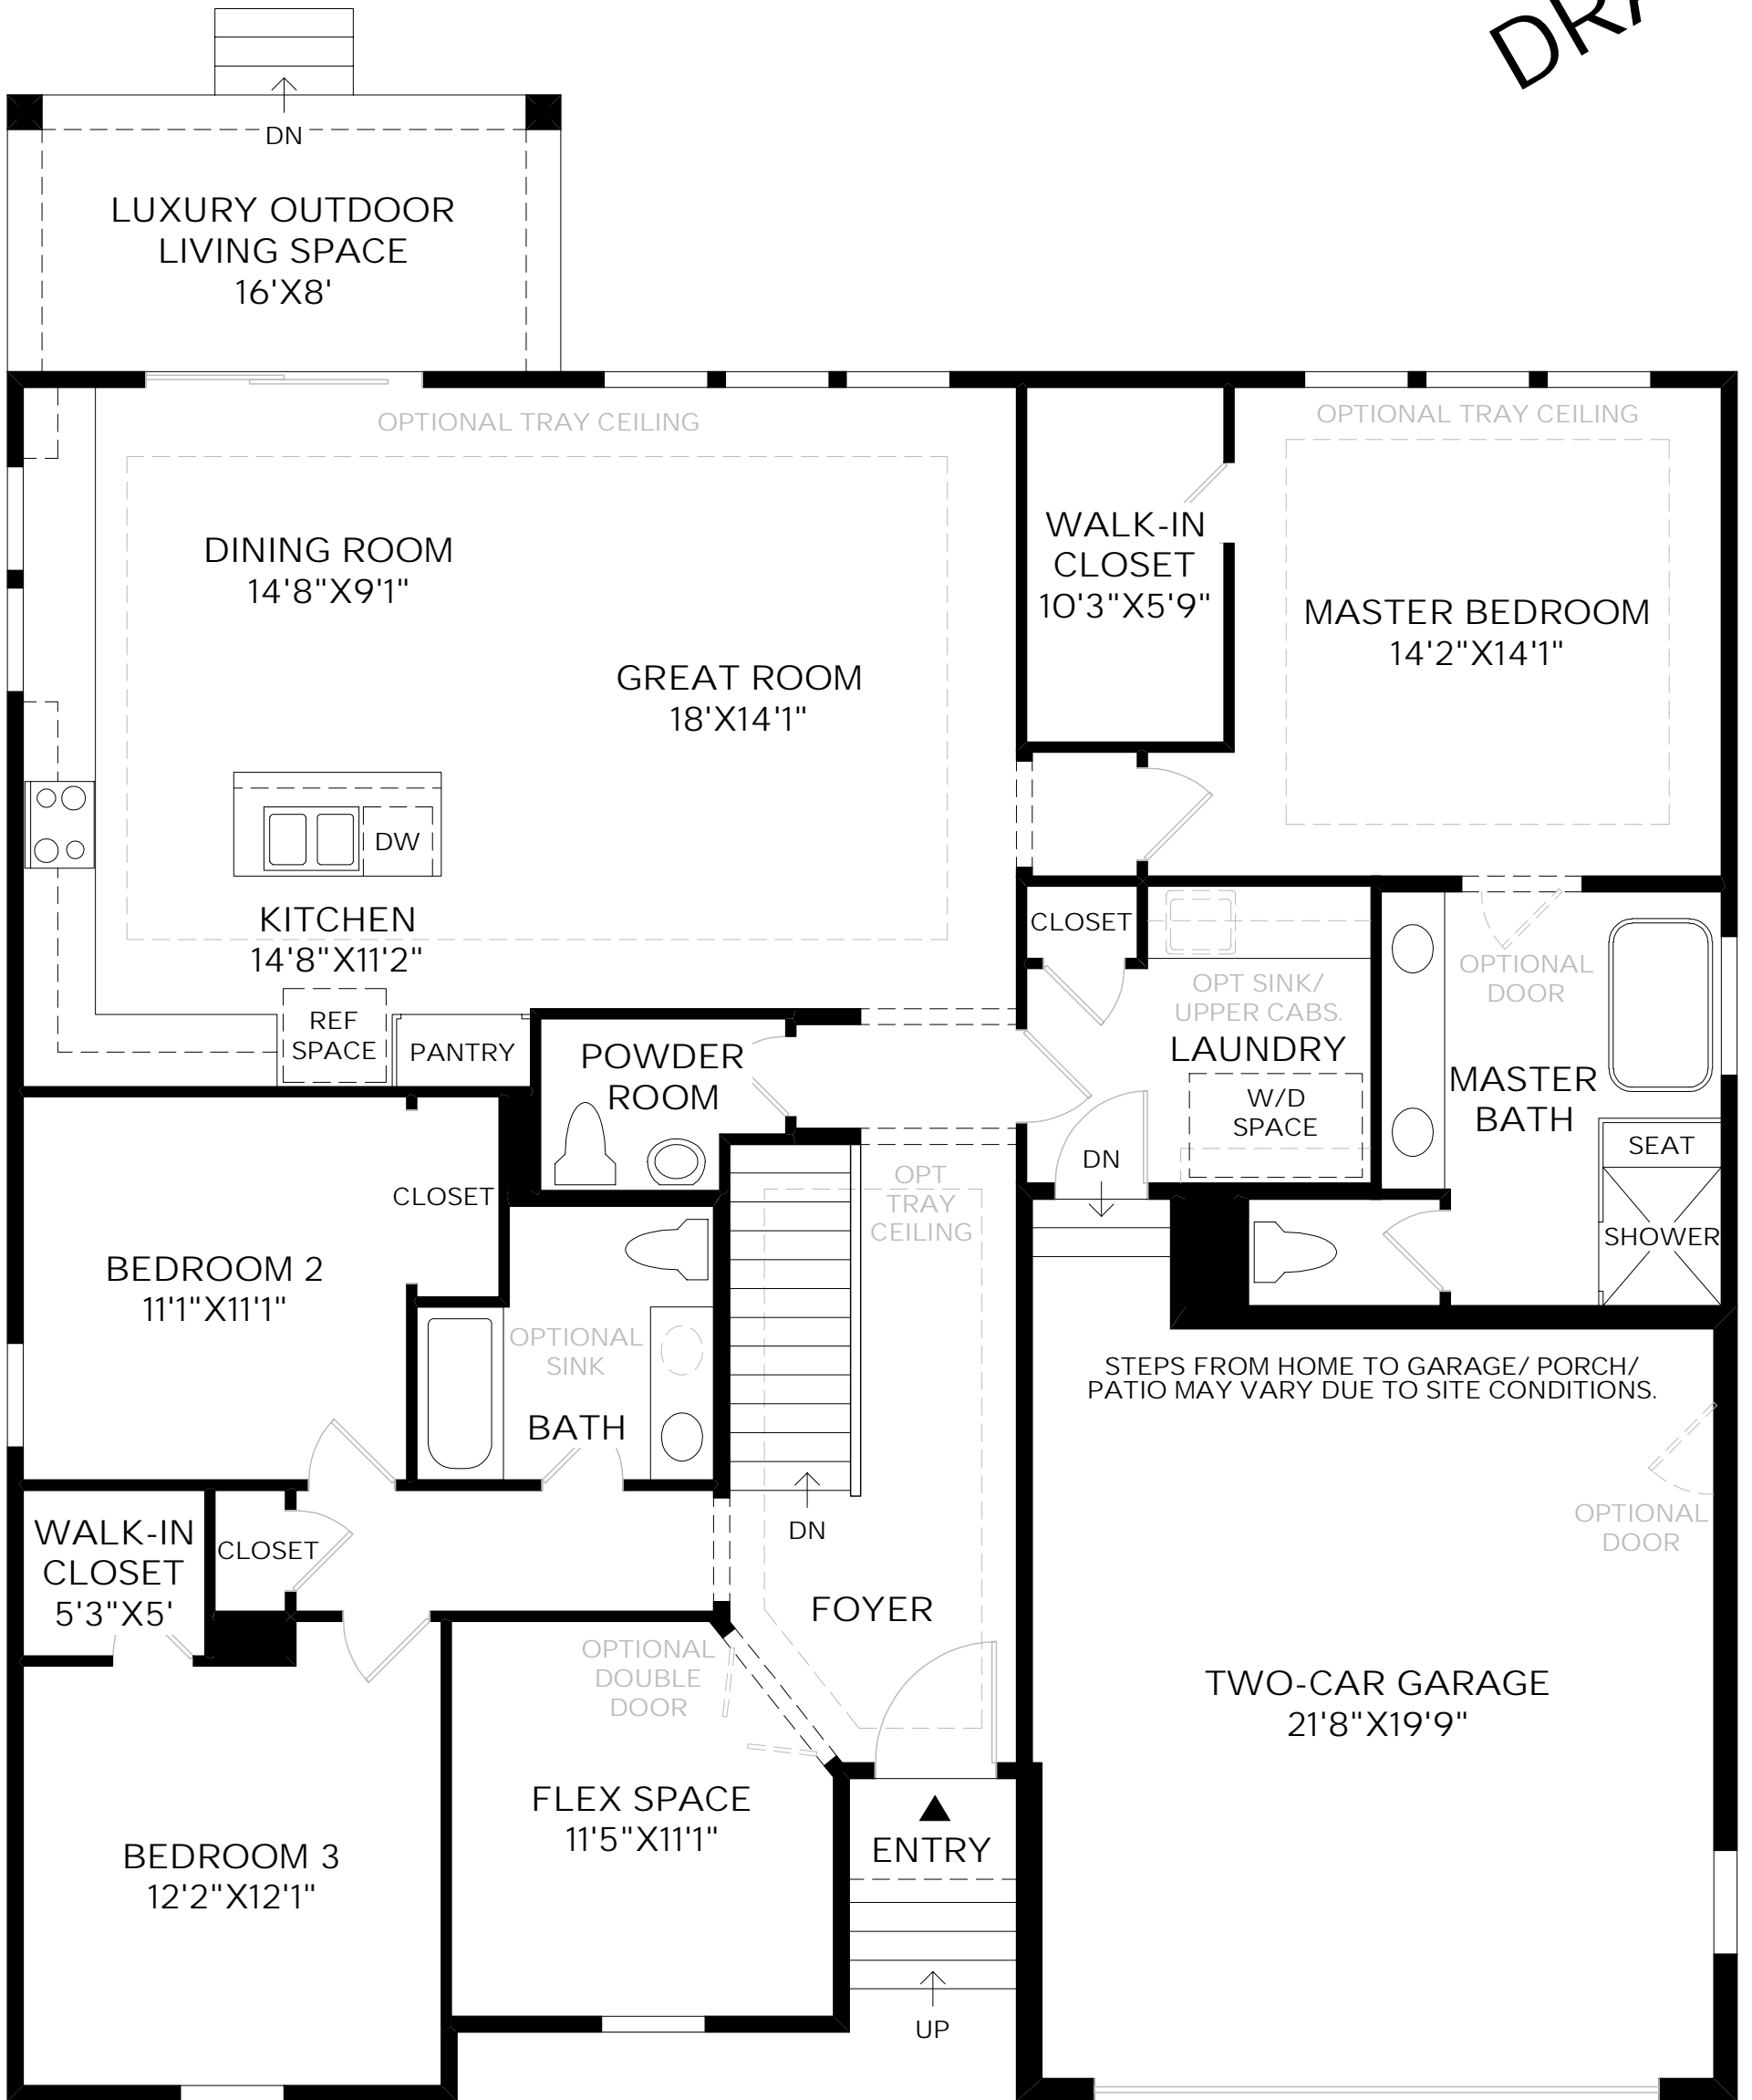 DN
LUXURY OUTDOOR
LIVING SPACE
16'X8'
OPTIONAL TRAY CEILING
OPTIONAL TRAY CEILING
DINING ROOM
14'8"X9'1"
WALK-IN
CLOSET
10'3"X5'9"
MASTER BEDROOM
14'2"X14'1"
GREAT ROOM
18'X14'1"
DW
KITCHEN
14'8"X11'2"
CLOSET
OPTIONAL
DOOR
OPT SINK/
UPPER CABS.
LAUNDRY
REF
SPACE
PANTRY
POWDER
ROOM
MASTER
BATH
W/D
SPACE
SEAT
DN
SHOWER
OPT
TRAY
CEILING
CLOSET
BEDROOM 2
11'1"X11'1"
OPTIONAL
SINK
BATH
STEPS FROM HOME TO GARAGE/ PORCH/
PATIO MAY VARY DUE TO SITE CONDITIONS.
OPTIONAL
DOOR
WALK-IN
CLOSET
5'3"X5'
CLOSET
DN
FOYER
OPTIONAL
DOUBLE
DOOR
TWO-CAR GARAGE
21'8"X19'9"
FLEX SPACE
11'5"X11'1"
ENTRY
BEDROOM 3
12'2"X12'1"
UP